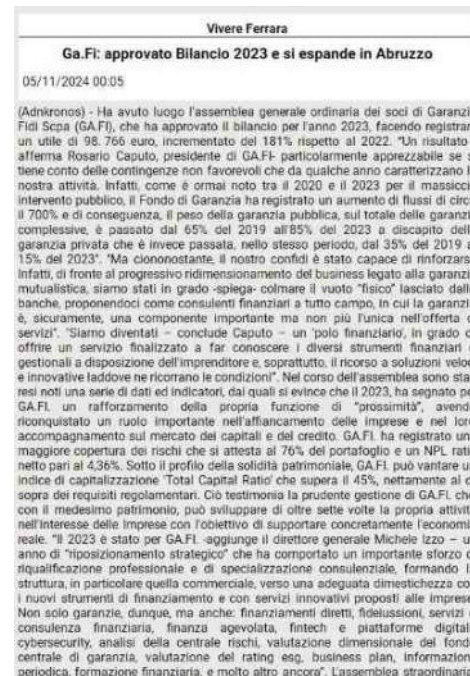 Vivere Ferrara
Ga.Fi: approvato Bilancio 2023 e si espande in Abruzzo
05/11/2024 00:05
(Adnkronos) - Ha avuto luogo l'assemblea generale ordinaria dei soci di Garanzi
Fidi Scpa (GA.FI), che ha approvato il bilancio per l'anno 2023, facendo registrar
un utile di 98. 766 euro, incrementato del 181% rispetto al 2022. "Un risultato
afferma Rosario Caputo, presidente di GA.FI- particolarmente apprezzabile se s
tiene conto delle contingenze non favorevoli che da qualche anno caratterizzano l
nostra attività. Infatti, come è ormai noto tra il 2020 e il 2023 per il massicci
intervento pubblico, il Fondo di Garanzia ha registrato un aumento di flussi di circ
il 700% e di conseguenza, il peso della garanzia pubblica, sul totale delle garanzi
complessive, è passato dal 65% del 2019 all'85% del 2023 a discapito dell
garanzia privata che è invece passata, nello stesso periodo, dal 35% del 2019 a
15% del 2023". "Ma ciononostante, il nostro confidi è stato capace di rinforzars
Infatti, di fronte al progressivo ridimensionamento del business legato alla garanzi
mutualistica, siamo stati in grado -spiega- colmare il vuoto "fisico" lasciato dall
banche, proponendoci come consulenti finanziari a tutto campo, in cui la garanzi
è, sicuramente, una componente importante ma non più l'unica nell'offerta d
servizi". "Siamo diventati – conclude Caputo – un 'polo finanziario', in grado d
offrire un servizio finalizzato a far conoscere i diversi strumenti finanziari e
gestionali a disposizione dell'imprenditore e, soprattutto, il ricorso a soluzioni veloc
e innovative laddove ne ricorrano le condizioni". Nel corso dell'assemblea sono sta
resi noti una serie di dati ed indicatori, dai quali si evince che il 2023, ha segnato pe
GA.FI. un rafforzamento della propria funzione di "prossimità", avend
riconquistato un ruolo importante nell'affiancamento delle imprese e nel lor
accompagnamento sul mercato dei capitali e del credito. GA.FI. ha registrato un
maggiore copertura dei rischi che si attesta al 76% del portafoglio e un NPL rati
netto pari al 4,36%. Sotto il profilo della solidità patrimoniale, GA.FI. può vantare u
indice di capitalizzazione 'Total Capital Ratio' che supera il 45%, nettamente al d
sopra dei requisiti regolamentari. Ciò testimonia la prudente gestione di GA.FI. ch
con il medesimo patrimonio, può sviluppare di oltre sette volte la propria attivit
nell'interesse delle Imprese con l'obiettivo di supportare concretamente l'economi
reale. "Il 2023 è stato per GA.FI. -aggiunge il direttore generale Michele Izzo – u
anno di "riposizionamento strategico" che ha comportato un importante sforzo d
riqualificazione professionale e di specializzazione consulenziale, formando l
struttura, in particolare quella commerciale, verso una adeguata dimestichezza co
i nuovi strumenti di finanziamento e con servizi innovativi proposti alle imprese
Non solo garanzie, dunque, ma anche: finanziamenti diretti, fideiussioni, servizi d
consulenza finanziaria, finanza agevolata, fintech e piattaforme digital
cybersecurity, analisi della centrale rischi, valutazione dimensionale del fond
centrale di garanzia, valutazione del rating esg, business plan, informazion
periodica, formazione finanziaria, e molto altro ancora". L'assemblea straordinaria